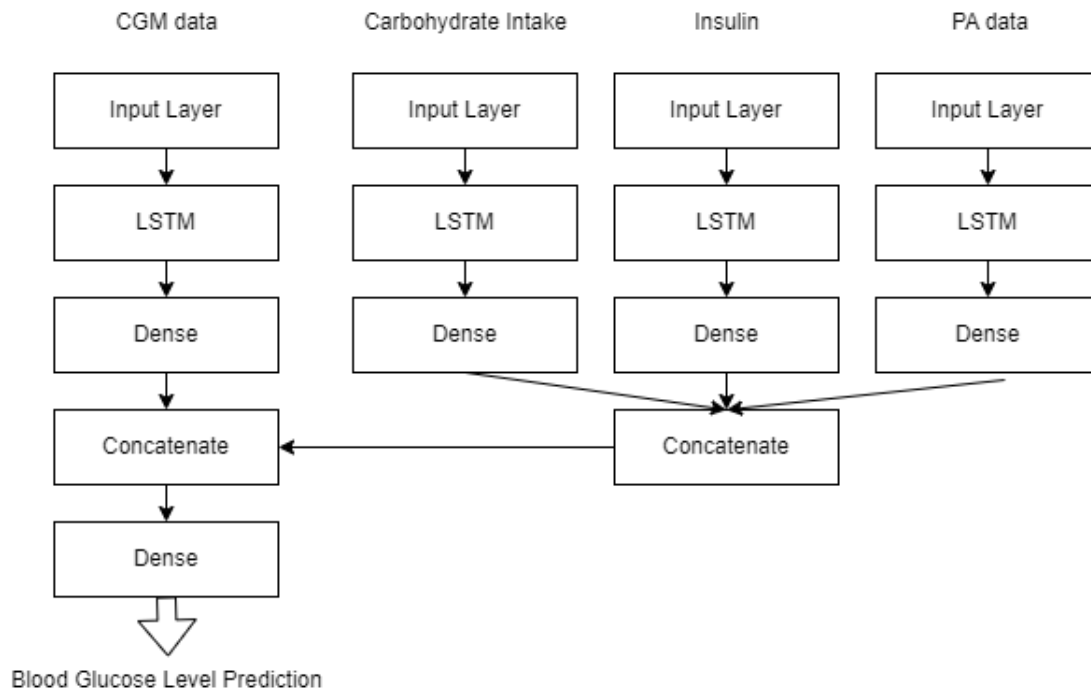 CGM data
Carbohydrate Intake
Insulin
PA data
Input Layer
Input Layer
Input Layer
Input Layer
LSTM
LSTM
LSTM
LSTM
Dense
Dense
Dense
Dense
Concatenate
Concatenate
Dense
Blood Glucose Level Prediction